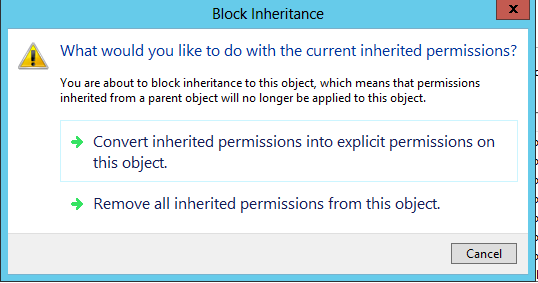 Block Inheritance
x
What would you like to do with the current inherited permissions?
You are about to block inheritance to this object, which means that permissions
inherited from a parent object will no longer be applied to this object.
Convert inherited permissions into explicit permissions on
this object.
Remove all inherited permissions from this object.
Cancel